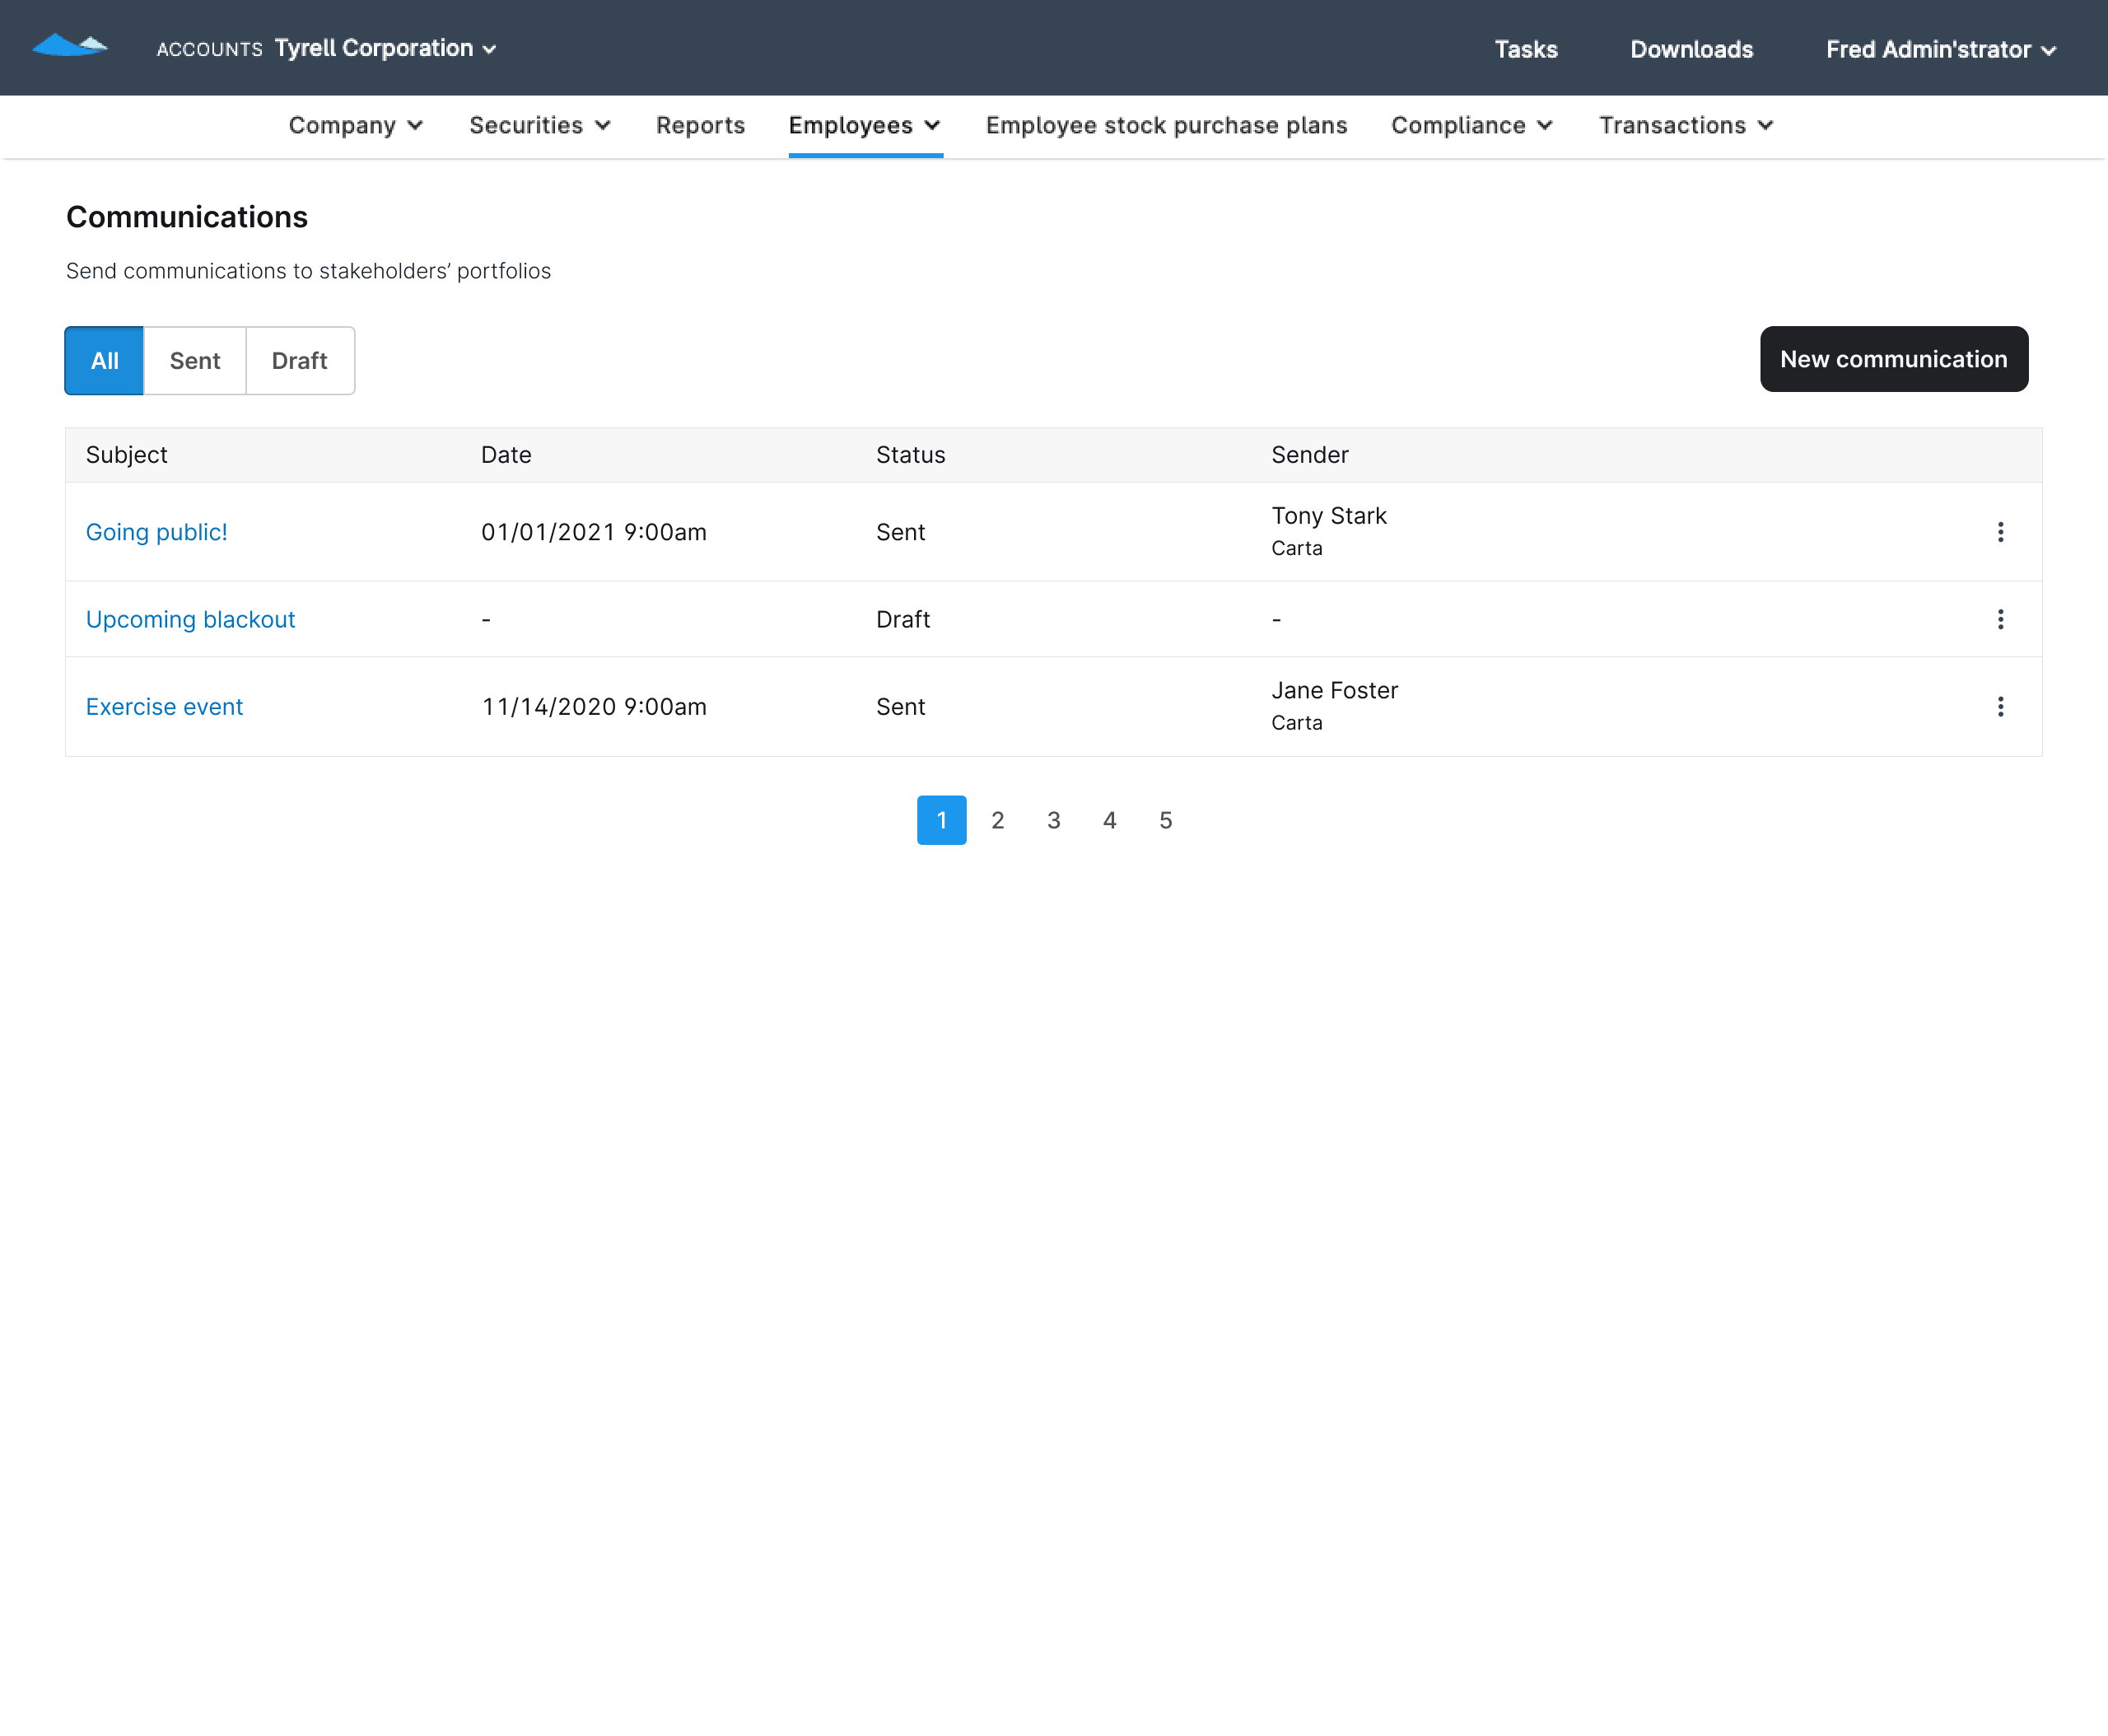 ACCOUNTS Tyrell Corporation
Tasks Downloads Fred Admin'strator
Company Securities Reports Employees Employee stock purchase plans Compliance Transactions
Communications
Send communications to stakeholders’ portfolios
All Sent Draft New communication
Subject Date Status Sender
Going public! 01/01/2021 9:00am Sent Tony Stark
Carta
Upcoming blackout - Draft -
Exercise event 11/14/2020 9:00am Sent Jane Foster
Carta
1 2 3 4 5